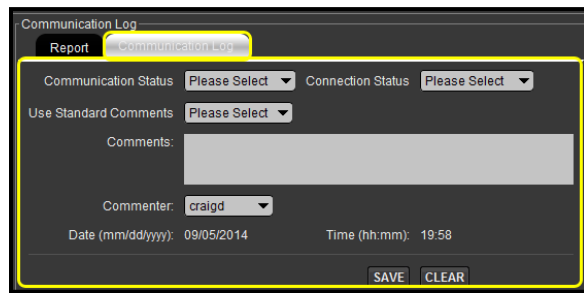 Communication Log
Report Communication Log
Communication Status Please Select Connection Status Please Select
Use Standard Comments Please Select
Comments:
Commenter: craigd
Date (mm/dd/yyyy): 09/05/2014 Time (hh:mm): 19:58
SAVE CLEAR